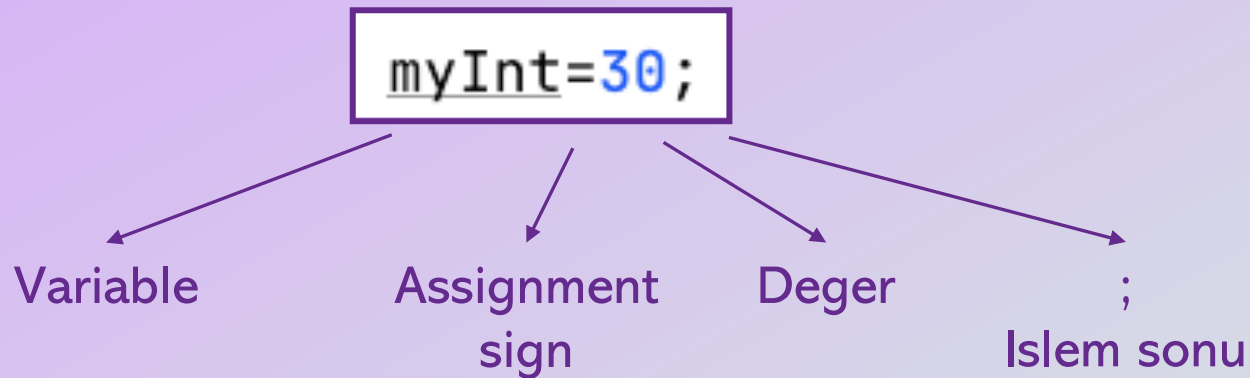 myInt=30;
Variable
Assignment
sign
Deger
;
Islem sonu